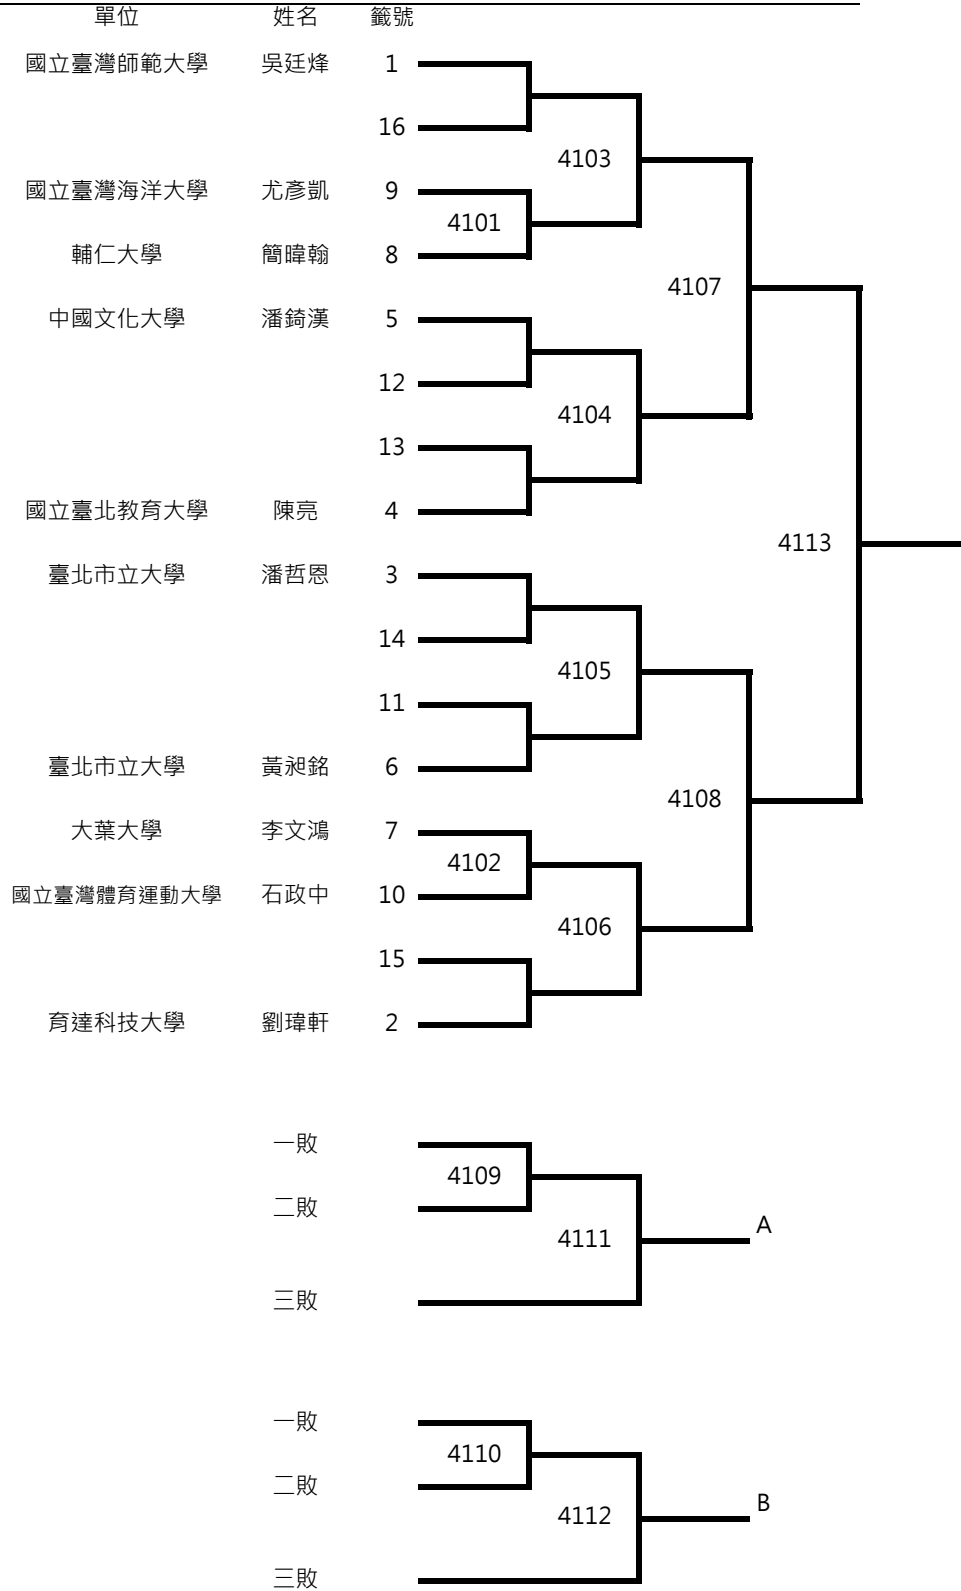 單位 姓名 籤號
國立臺灣師範大學 吳廷烽 1
16
4103
國立臺灣海洋大學 尤彥凱 9
4101
輔仁大學 簡暐翰 8
4107
中國文化大學 潘錡漢 5
12
4104
13
國立臺北教育大學 陳亮 4
4113
臺北市立大學 潘哲恩 3
14
4105
11
臺北市立大學 黃昶銘 6
4108
大葉大學 李文鴻 7
4102
國立臺灣體育運動大學 石政中 10
4106
15
育達科技大學 劉瑋軒 2
一敗
4109
二敗
4111 A
三敗
一敗
4110
二敗
4112 B
三敗